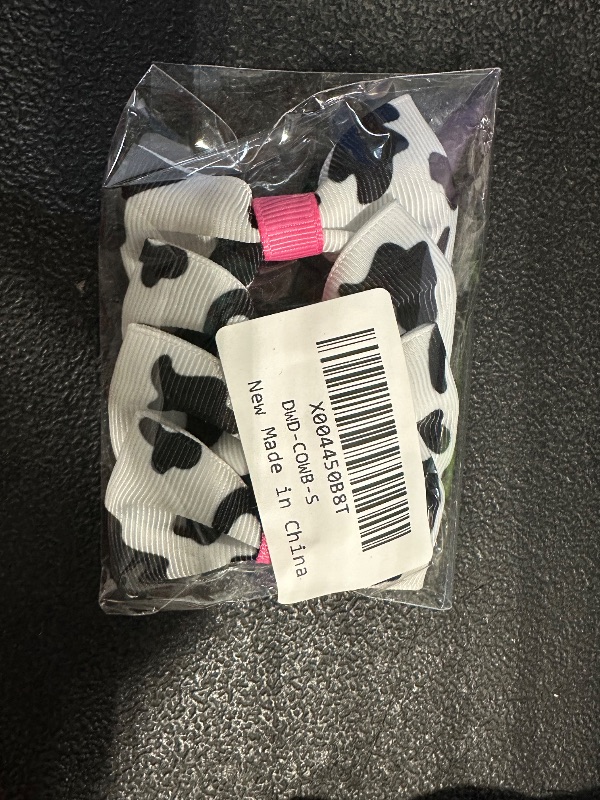 X004450B8T
DWD-COWB-S
New Made in China